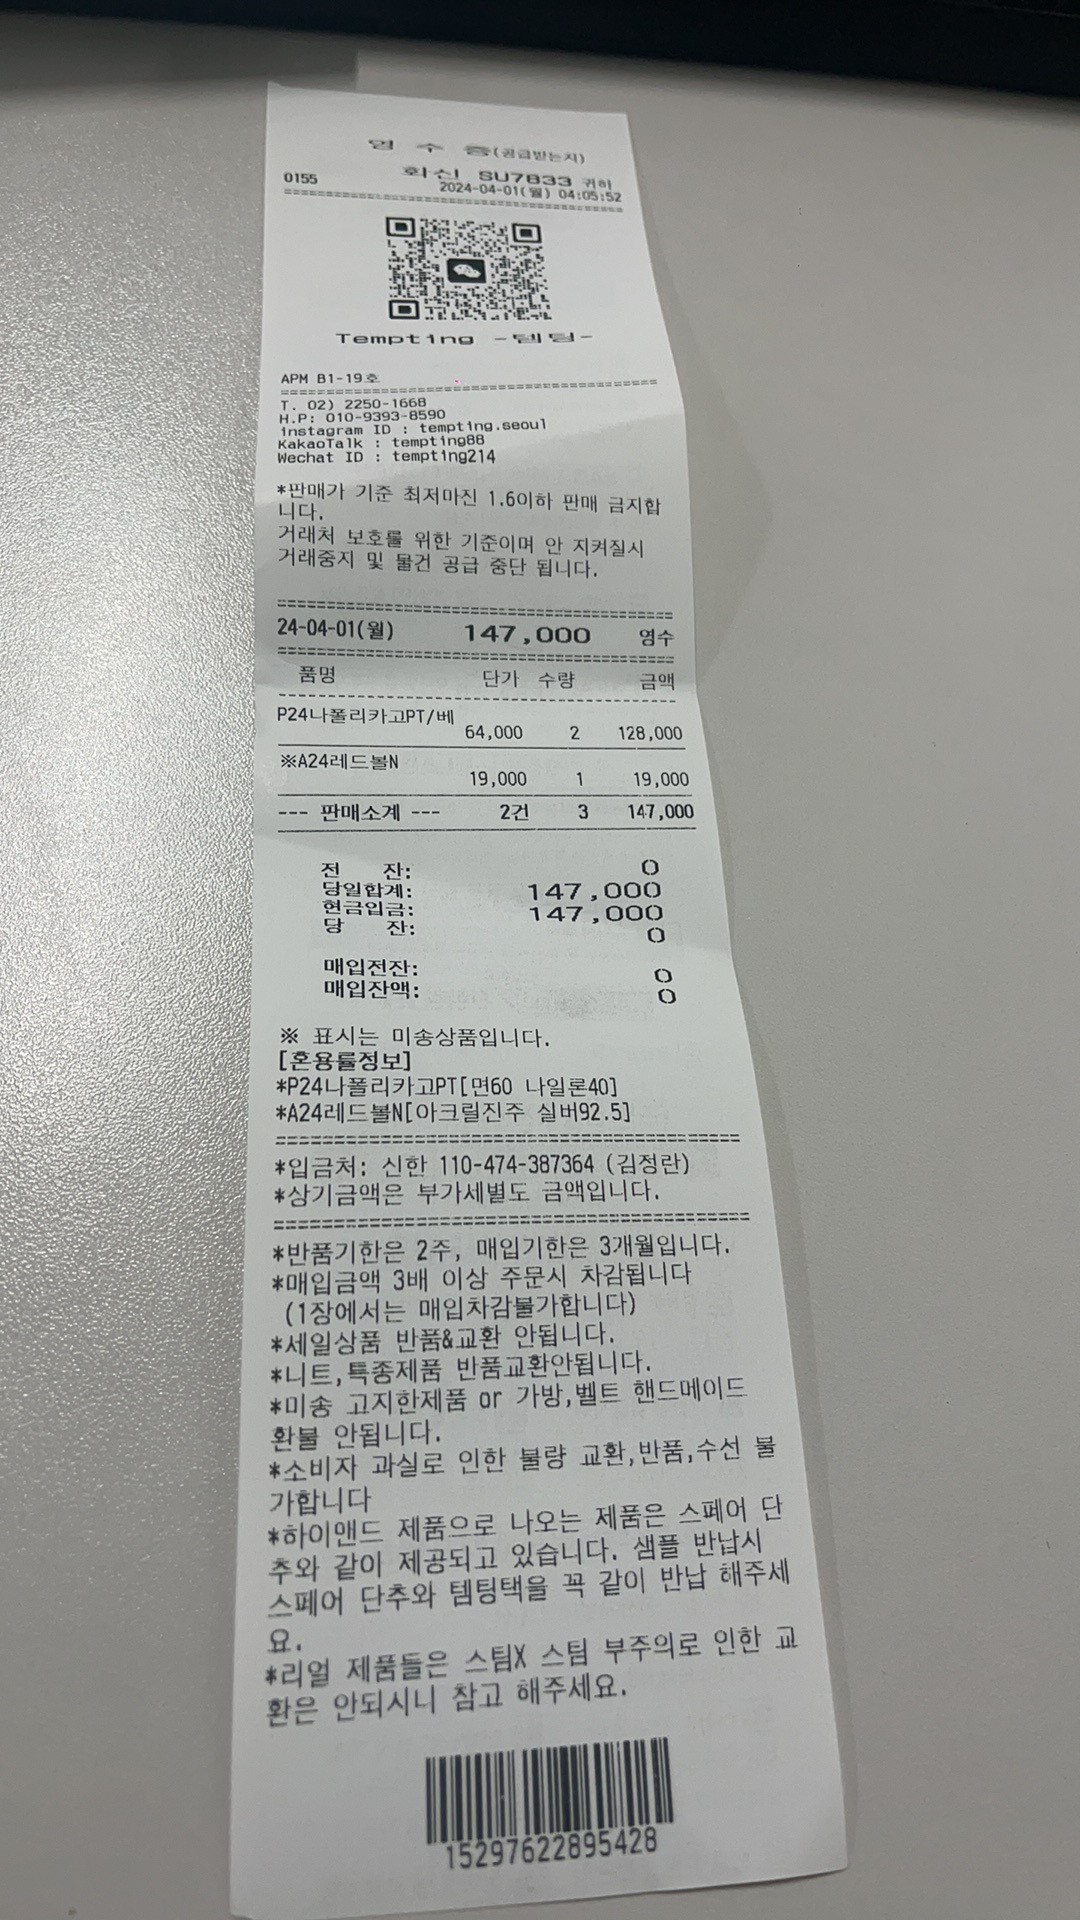 영 수 증(공급받는자)
화신 SU7833 귀하
0155
2024-04-01(월) 04:05:52
Tempting -템팅-
APM B1-19호
T. 02) 2250-1668
H.P: 010-9393-8590
instagram ID : tempting.seoul
KakaoTalk : tempting88
Wechat ID : tempting214
*판매가 기준 최저마진 1.6이하 판매 금지합
니다.
거래처 보호를 위한 기준이며 안 지켜질시
거래중지 및 물건 공급 중단 됩니다.
24-04-01(월) 147,000 영수
품명 단가 수량 금액
P24나폴리카고PT/베
64,000 2 128,000
※A24레드볼N
19,000 1 19,000
--- 판매소계 --- 2건 3 147,000
전 잔: 0
당일합계: 147,000
현금입금: 147,000
당 잔: 0
매입전잔: 0
매입잔액: 0
※ 표시는 미송상품입니다.
[혼용률정보]
*P24나폴리카고PT[면60 나일론40]
*A24레드볼N[아크릴진주 실버92.5]
*입금처: 신한 110-474-387364 (김정란)
*상기금액은 부가세별도 금액입니다.
*반품기한은 2주, 매입기한은 3개월입니다.
*매입금액 3배 이상 주문시 차감됩니다
(1장에서는 매입차감불가합니다)
*세일상품 반품&교환 안됩니다.
*니트,특종제품 반품교환안됩니다.
*미송 고지한제품 or 가방,벨트 핸드메이드
환불 안됩니다.
*소비자 과실로 인한 불량 교환,반품,수선 불
가합니다
*하이앤드 제품으로 나오는 제품은 스페어 단
추와 같이 제공되고 있습니다. 샘플 반납시
스페어 단추와 템팅택을 꼭 같이 반납 해주세
요.
*리얼 제품들은 스팀X 스팀 부주의로 인한 교
환은 안되시니 참고 해주세요.
15297622895428